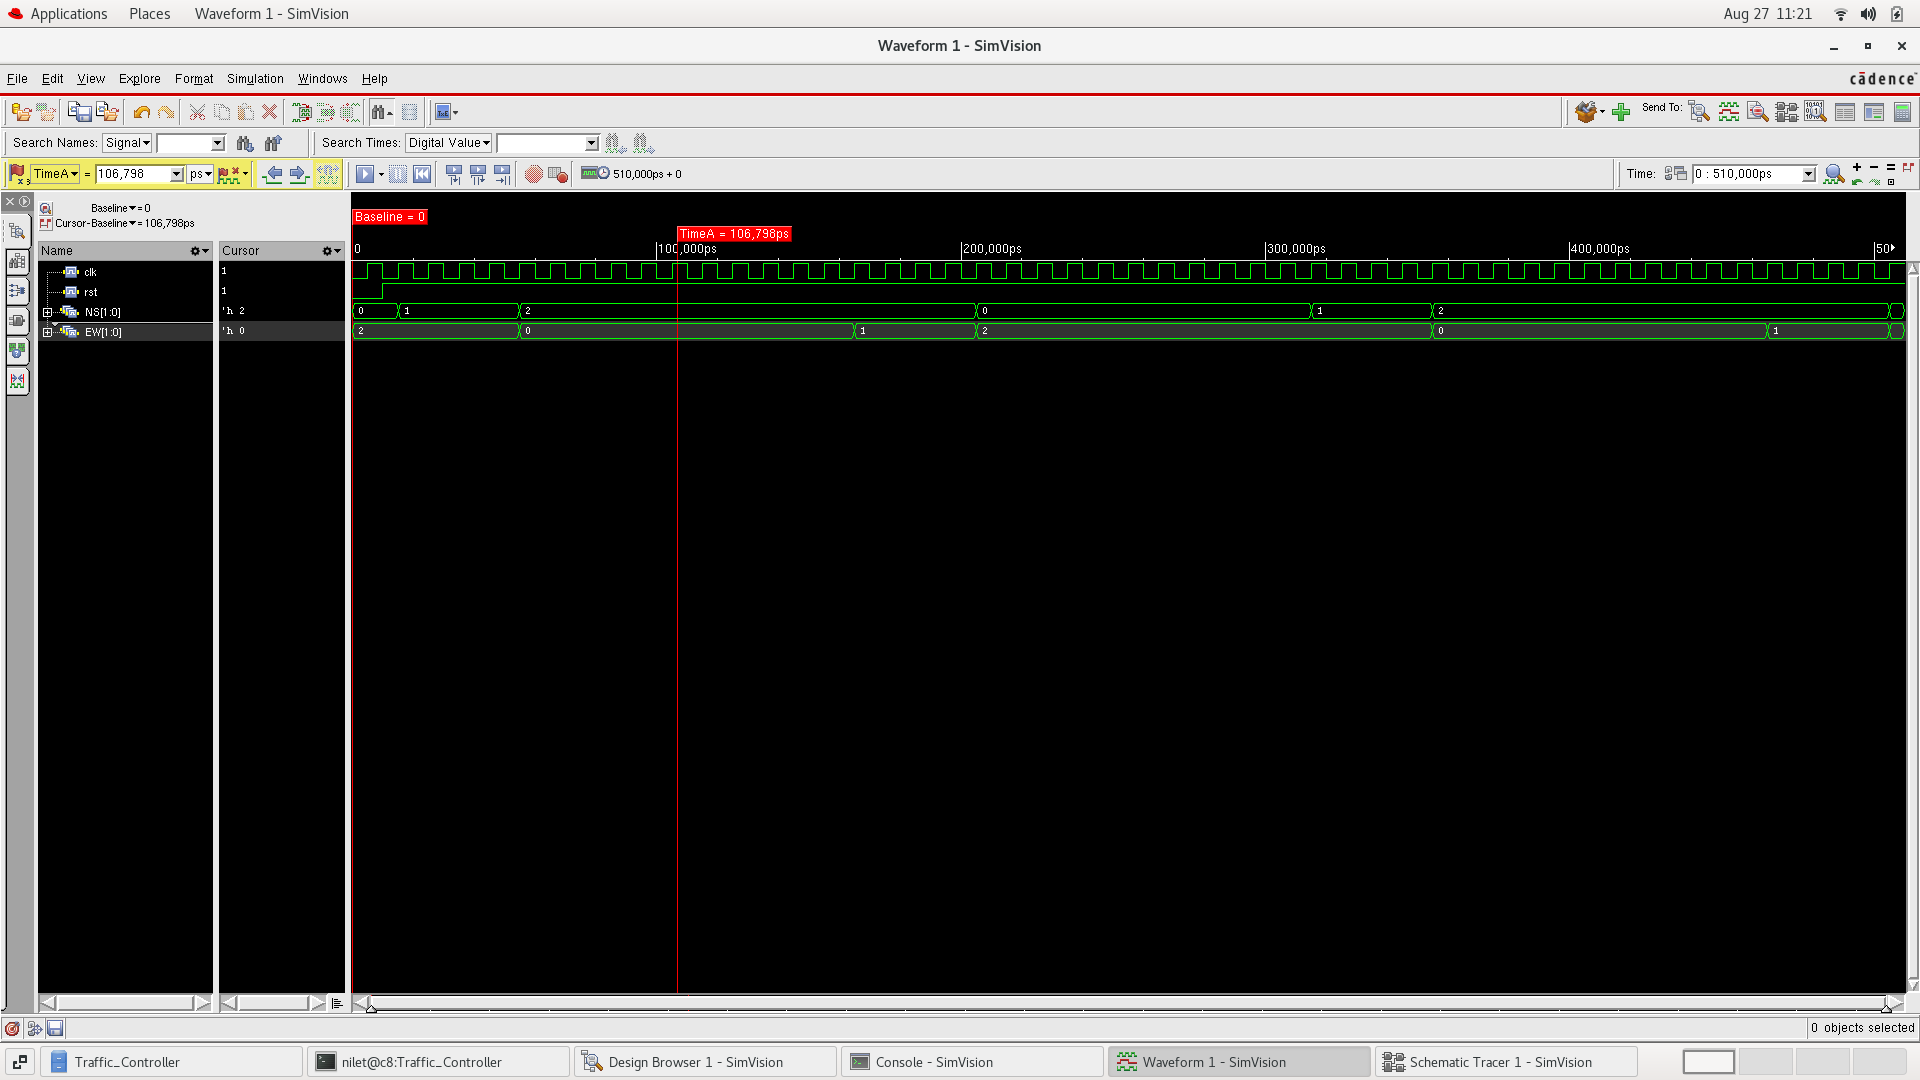 Applications Places Waveform 1 - SimVision Aug 27 11:21
Waveform 1 - SimVision
File Edit View Explore Format Simulation Windows Help cādence
Send To:
Search Names: Signal Search Times: Digital Value
TimeA = 106,798 ps 510,000ps + 0 Time: 0 : 510,000ps
Baseline = 0
Cursor-Baseline = 106,798ps
Baseline = 0
TimeA = 106,798ps
Name Cursor 0 100,000ps 200,000ps 300,000ps 400,000ps 50
clk 1
rst 1
NS[1:0] 'h 2 0 1 2 0 1 2
EW[1:0] 'h 0 2 0 1 2 0 1
0 objects selected
Traffic_Controller nilet@c8:Traffic_Controller Design Browser 1 - SimVision Console - SimVision Waveform 1 - SimVision Schematic Tracer 1 - SimVision